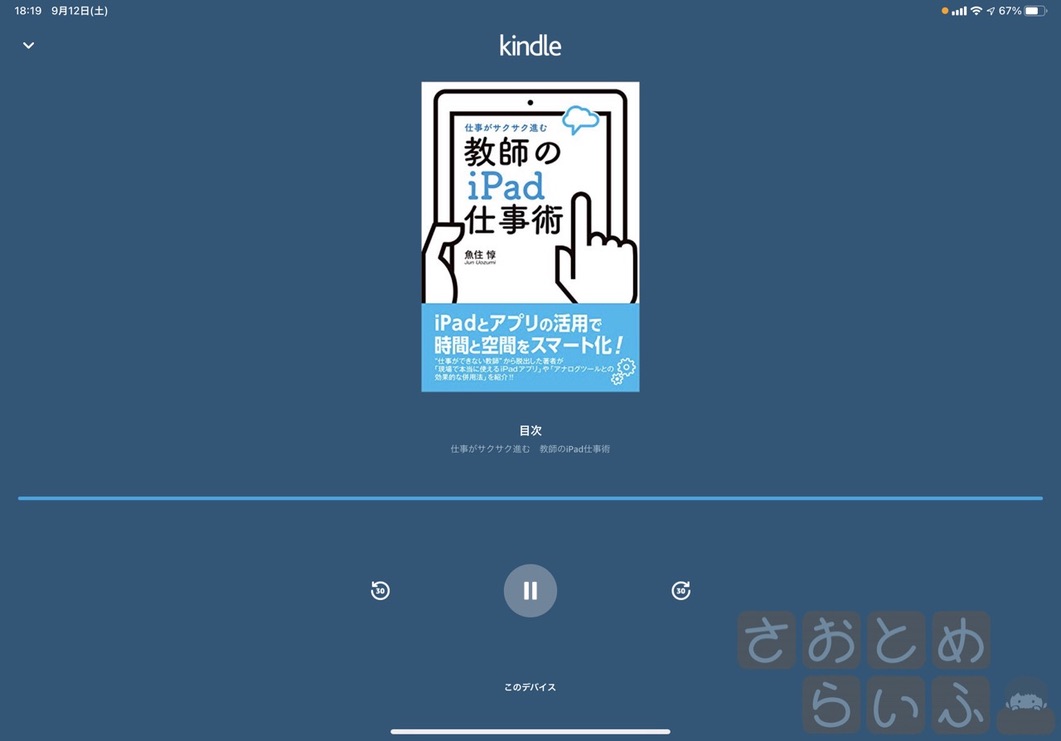 18:19 9月12日(土)
67%
kindle
仕事がサクサク進む
教師の
iPad
仕事術
魚住 惇
Jun Uozumi
iPadとアプリの活用で
時間と空間をスマート化!
"仕事ができない教師"から脱出した著者が
「現場で本当に使えるiPadアプリ」や「アナログツールとの
効果的な併用法」を紹介!!
目次
仕事がサクサク進む 教師のiPad仕事術
30
30
このデバイス
さおとめ
らいふ